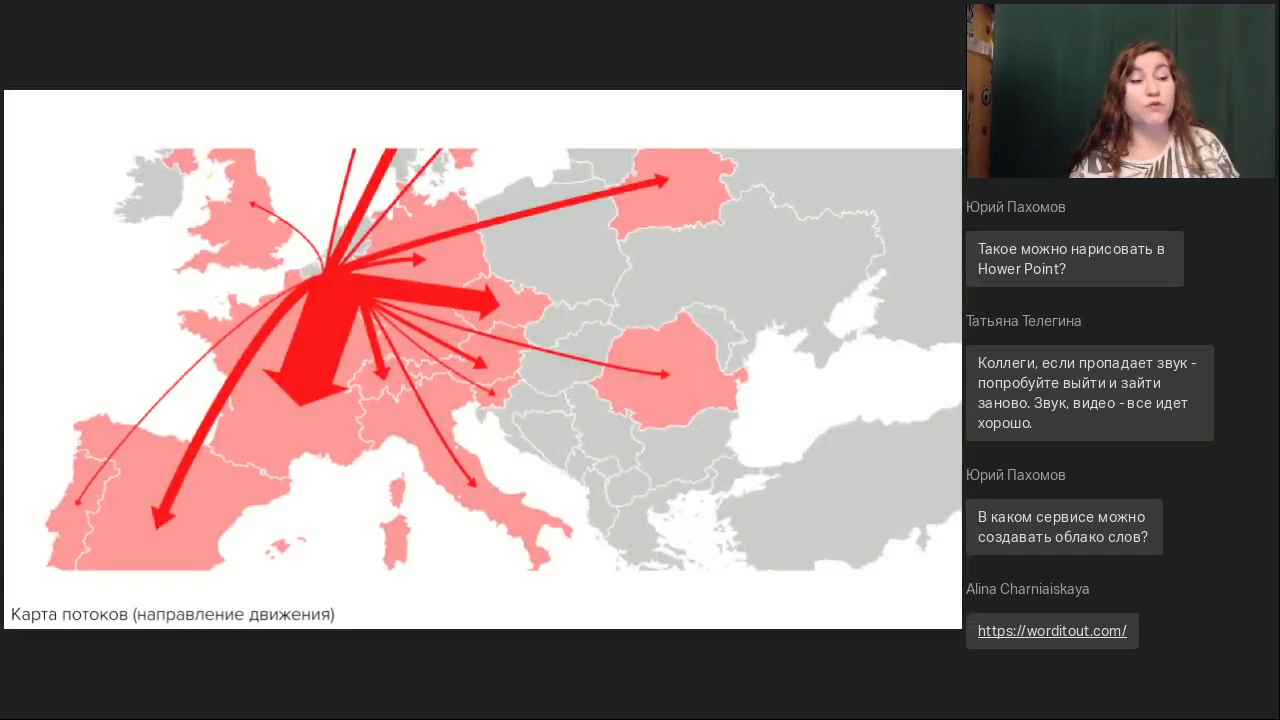 Карта потоков (направление движения)
Юрий Пахомов
Такое можно нарисовать в
Hower Point?
Татьяна Телегина
Коллеги, если пропадает звук -
попробуйте выйти и зайти
заново. Звук, видео - все идет
хорошо.
Юрий Пахомов
В каком сервисе можно
создавать облако слов?
Alina Charniaiskaya
https://worditout.com/